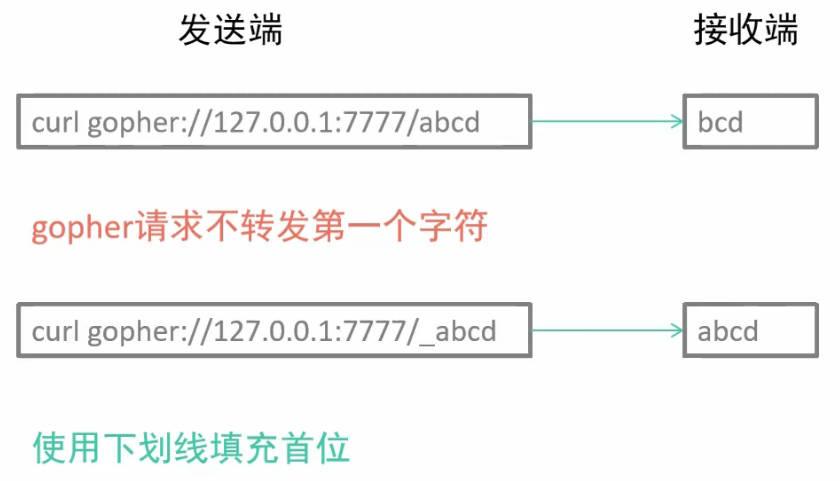 发送端 接收端
curl gopher://127.0.0.1:7777/abcd bcd
gopher请求不转发第一个字符
curl gopher://127.0.0.1:7777/_abcd abcd
使用下划线填充首位